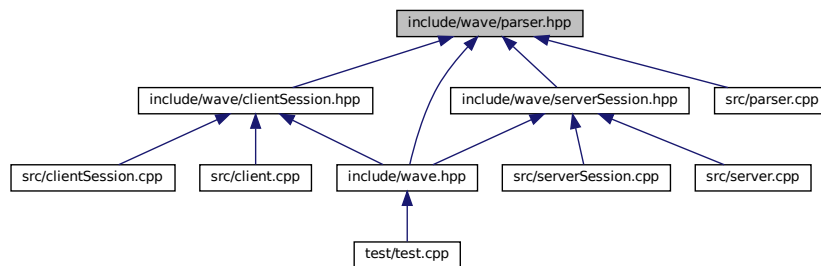 include/wave/parser.hpp
include/wave/clientSession.hpp
include/wave/serverSession.hpp
src/parser.cpp
src/clientSession.cpp
src/client.cpp
include/wave.hpp
src/serverSession.cpp
src/server.cpp
test/test.cpp